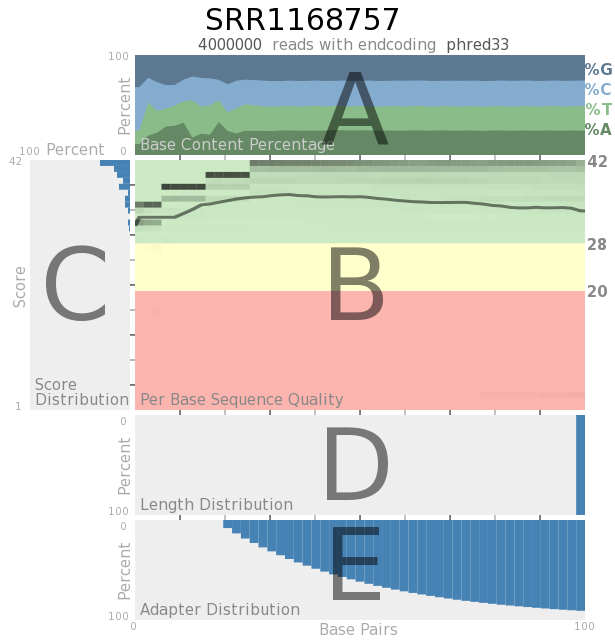 SRR1168757
4000000 reads with endcoding phred33
100
Percent
0
A
Base Content Percentage
%G
%C
%T
%A
100 Percent 0
42
Score
1
C
Score
Distribution
B
Per Base Sequence Quality
42
28
20
0
Percent
100
D
Length Distribution
0
Percent
100
E
Adapter Distribution
0 Base Pairs 100